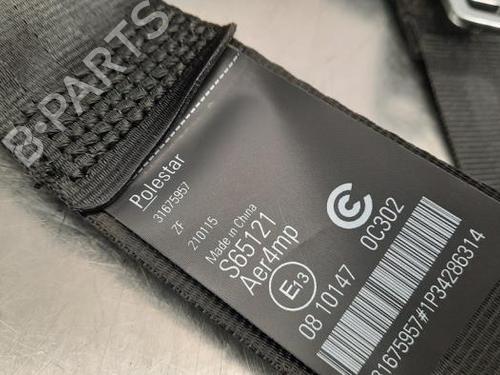 B-PARTS
Polestar
31675957
ZF
210115
Made in China
S65121
Aer4mp
E13
0C302
08 10147
31675957#1P34286314